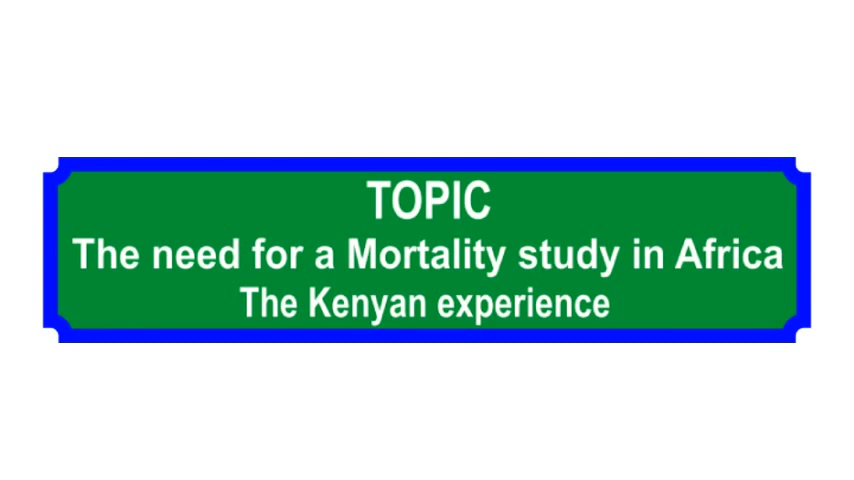 TOPIC
The need for a Mortality study in Africa
The Kenyan experience